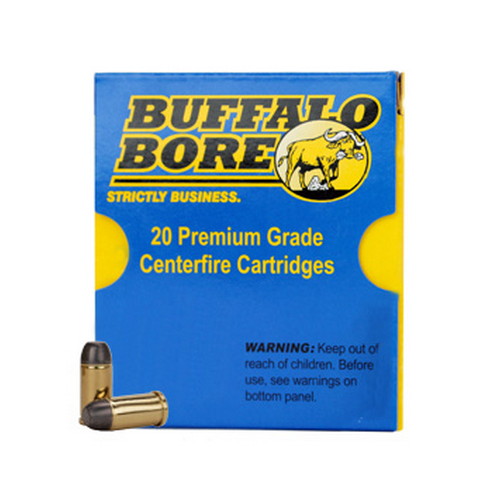 BUFFALO
BORE
STRICTLY BUSINESS.
20 Premium Grade
Centerfire Cartridges
WARNING: Keep out of
reach of children. Before
use, see warnings on
bottom panel.